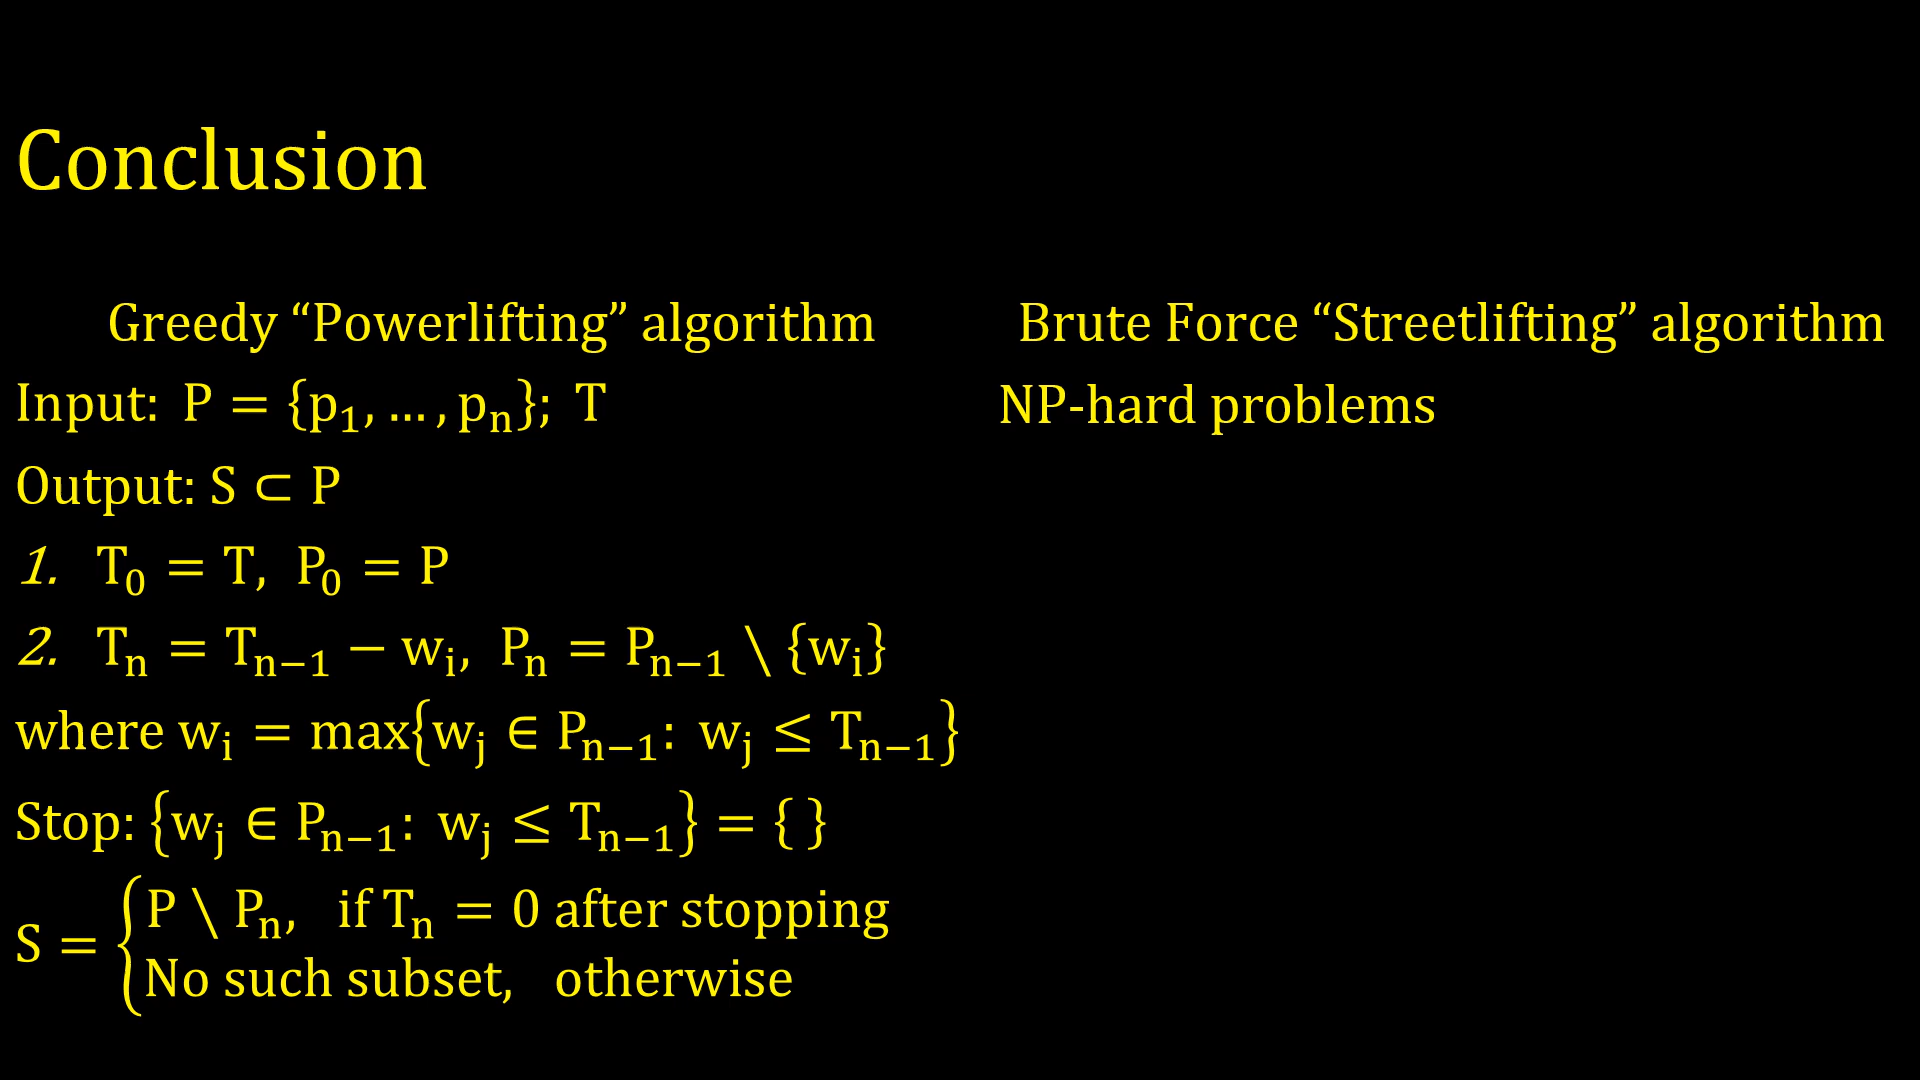 Conclusion
Greedy “Powerlifting” algorithm
Input: P = {p₁, … , pₙ}; T
Output: S ⊂ P
1. T₀ = T, P₀ = P
2. Tₙ = Tₙ₋₁ − wᵢ, Pₙ = Pₙ₋₁ \ {wᵢ}
where wᵢ = max{wⱼ ∈ Pₙ₋₁: wⱼ ≤ Tₙ₋₁}
Stop: {wⱼ ∈ Pₙ₋₁: wⱼ ≤ Tₙ₋₁} = { }
S = {P \ Pₙ, if Tₙ = 0 after stopping
No such subset, otherwise
Brute Force “Streetlifting” algorithm
NP-hard problems